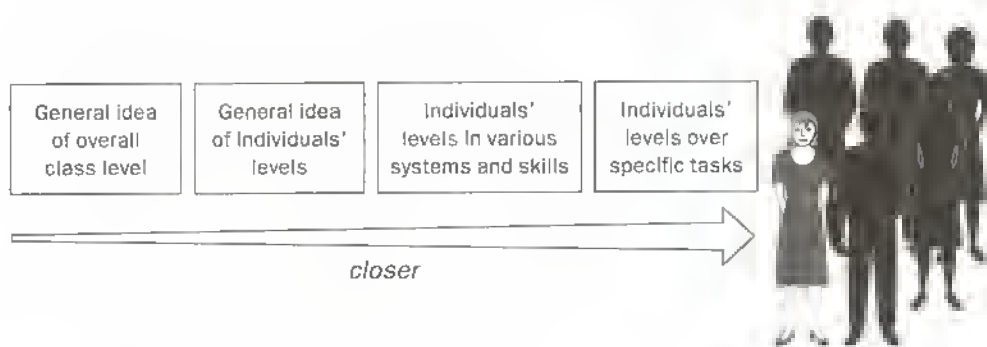 General idea
of overall
class level
General idea
of Individuals'
levels
Individuals'
levels in various
systems and skills
Individuals'
levels over
specific tasks
closer